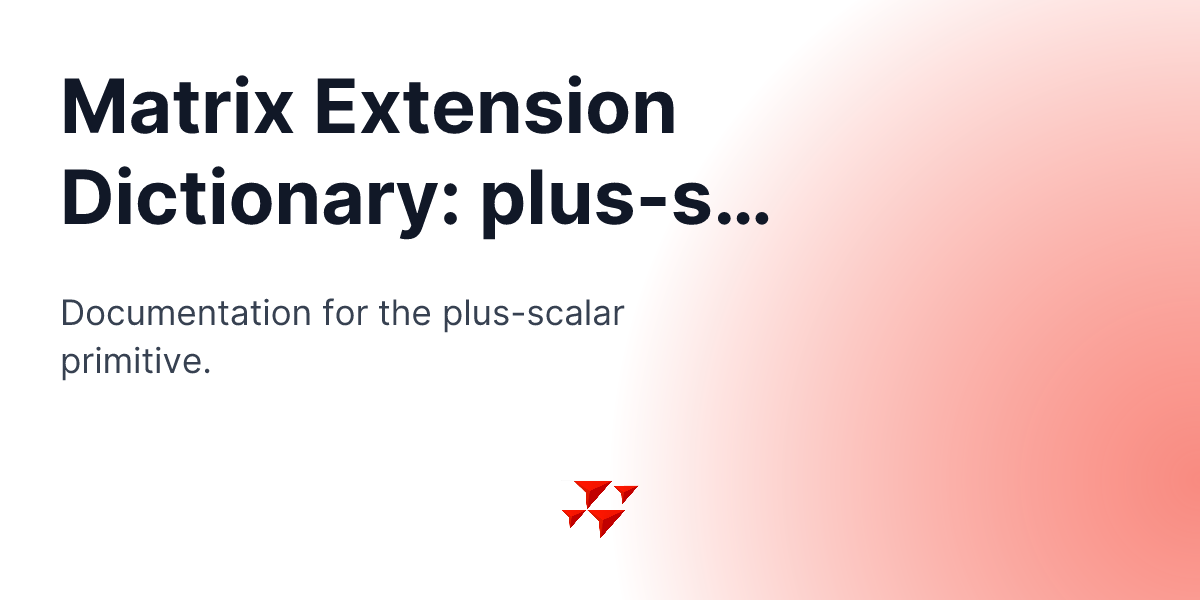 Matrix Extension
Dictionary: plus-s...
Documentation for the plus-scalar
primitive.